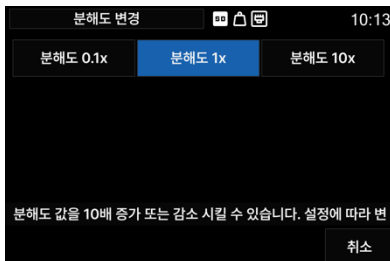 분해도 변경 SD 10:13
분해도 0.1x 분해도 1x 분해도 10x
분해도 값을 10배 증가 또는 감소 시킬 수 있습니다. 설정에 따라 변
취소